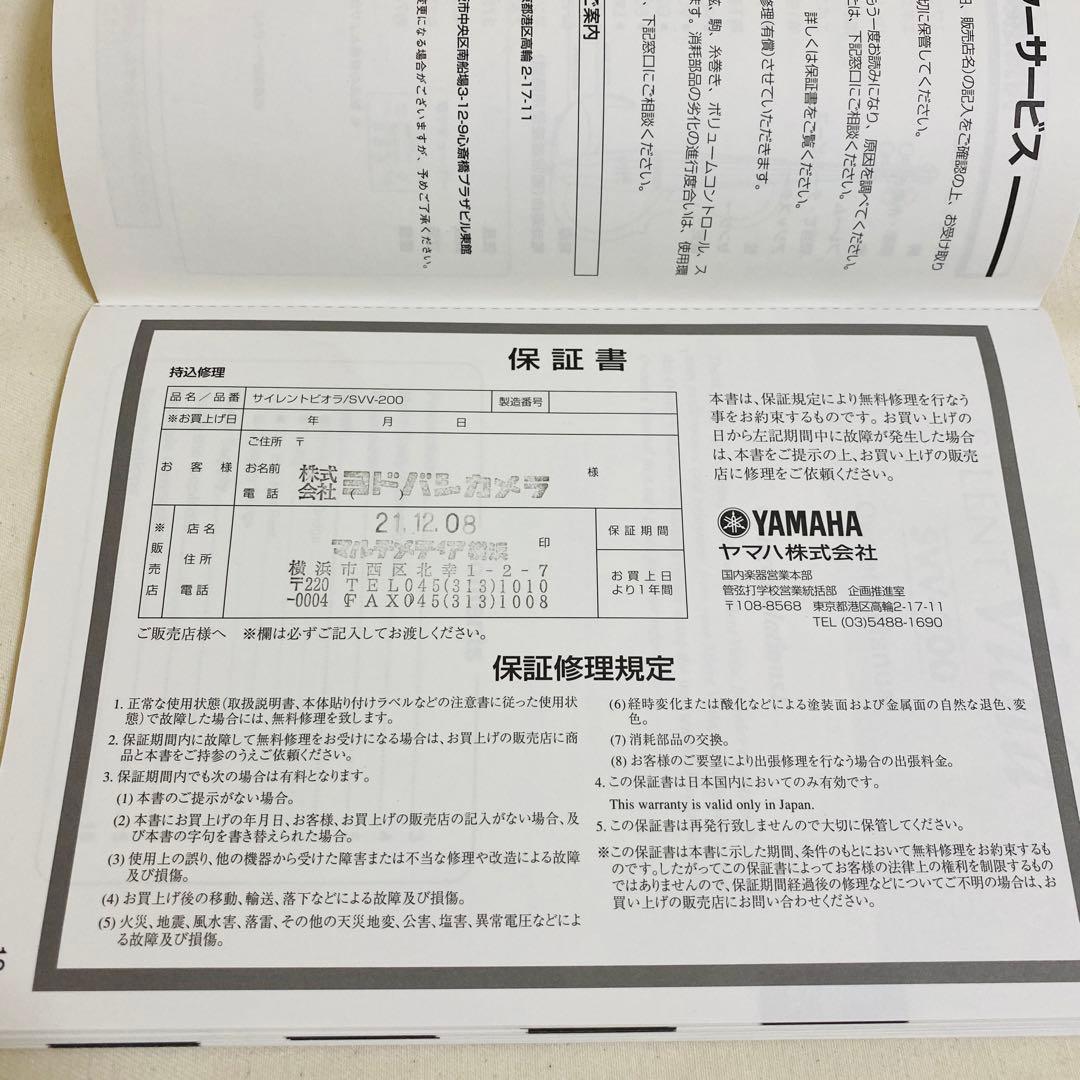 ーサービス
日、販売店名)の記入をご確認の上、お受け取り
切に保管してください。
う一度お読みになり、原因を調べてください。
は、下記窓口にご相談ください。
詳しくは保証書をご覧ください。
修理(有償)させていただきます。
弦、駒、糸巻き、ボリュームコントロール、ス
ます。消耗部品の劣化の進行度合いは、使用環
、下記窓口にご相談ください。
ご案内
都港区高輪2-17-11
阪市中央区南船場3-12-9心斎橋プラザビル東館
変更になる場合がございますが、予めご了承ください。
保証書
持込修理
品名/品番 サイレントビオラ/SVV-200 製造番号
※お買上げ日 年 月 日
お客様
ご住所 〒
お名前 様
電話 ( )
株式会社 ヨドバシカメラ
※販売店
店名
住所
電話
21.12.08
マルチメディア横浜 印
横浜市西区北幸1-2-7
〒220-0004 TEL045(313)1010
FAX045(313)1008
保証期間
お買上日より1年間
ご販売店様へ ※欄は必ずご記入してお渡しください。
本書は、保証規定により無料修理を行なう
事をお約束するものです。お買い上げの
日から左記期間中に故障が発生した場合
は、本書をご提示の上、お買い上げの販売
店に修理をご依頼ください。
YAMAHA
ヤマハ株式会社
国内楽器営業本部
管弦打学校営業統括部 企画推進室
〒108-8568 東京都港区高輪2-17-11
TEL (03)5488-1690
保証修理規定
1. 正常な使用状態(取扱説明書、本体貼り付けラベルなどの注意書に従った使用状
態)で故障した場合には、無料修理を致します。
2. 保証期間内に故障して無料修理をお受けになる場合は、お買上げの販売店に商
品と本書をご持参のうえご依頼ください。
3. 保証期間内でも次の場合は有料となります。
(1) 本書のご提示がない場合。
(2) 本書にお買上げの年月日、お客様、お買上げの販売店の記入がない場合、及
び本書の字句を書き替えられた場合。
(3) 使用上の誤り、他の機器から受けた障害または不当な修理や改造による故障
及び損傷。
(4) お買上げ後の移動、輸送、落下などによる故障及び損傷。
(5) 火災、地震、風水害、落雷、その他の天災地変、公害、塩害、異常電圧などによ
る故障及び損傷。
(6) 経時変化または酸化などによる塗装面および金属面の自然な退色、変
色。
(7) 消耗部品の交換。
(8) お客様のご要望により出張修理を行なう場合の出張料金。
4. この保証書は日本国内においてのみ有効です。
This warranty is valid only in Japan.
5. この保証書は再発行致しませんので大切に保管してください。
※この保証書は本書に示した期間、条件のもとにおいて無料修理をお約束するも
のです。したがってこの保証書によってお客様の法律上の権利を制限するもの
ではありませんので、保証期間経過後の修理などについてご不明の場合は、お
買い上げの販売店にお問い合わせください。